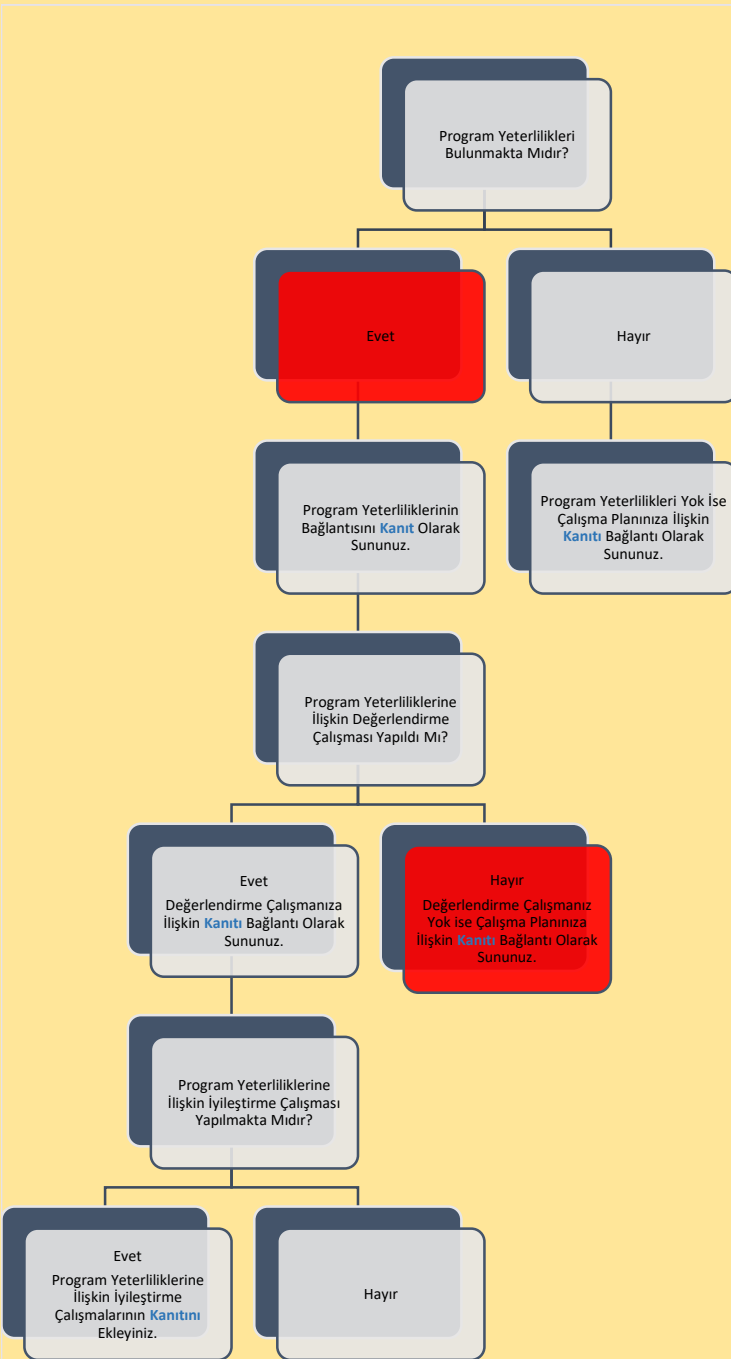 Program Yeterlilikleri
Bulunmakta Mıdır?
Evet
Hayır
Program Yeterliliklerinin
Bağlantısını Kanıt Olarak
Sununuz.
Program Yeterlilikleri Yok İse
Çalışma Planınıza İlişkin
Kanıtı Bağlantı Olarak
Sununuz.
Program Yeterliliklerine
İlişkin Değerlendirme
Çalışması Yapıldı Mı?
Evet
Değerlendirme Çalışmanıza
İlişkin Kanıtı Bağlantı Olarak
Sununuz.
Hayır
Değerlendirme Çalışmanız
Yok ise Çalışma Planınıza
İlişkin Kanıtı Bağlantı Olarak
Sununuz.
Program Yeterliliklerine
İlişkin İyileştirme Çalışması
Yapılmakta Mıdır?
Evet
Program Yeterliliklerine
İlişkin İyileştirme
Çalışmalarının Kanıtını
Ekleyiniz.
Hayır